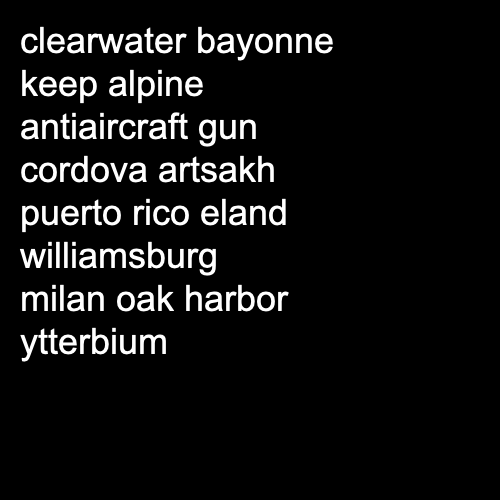 clearwater bayonne
keep alpine
antiaircraft gun
cordova artsakh
puerto rico eland
williamsburg
milan oak harbor
ytterbium